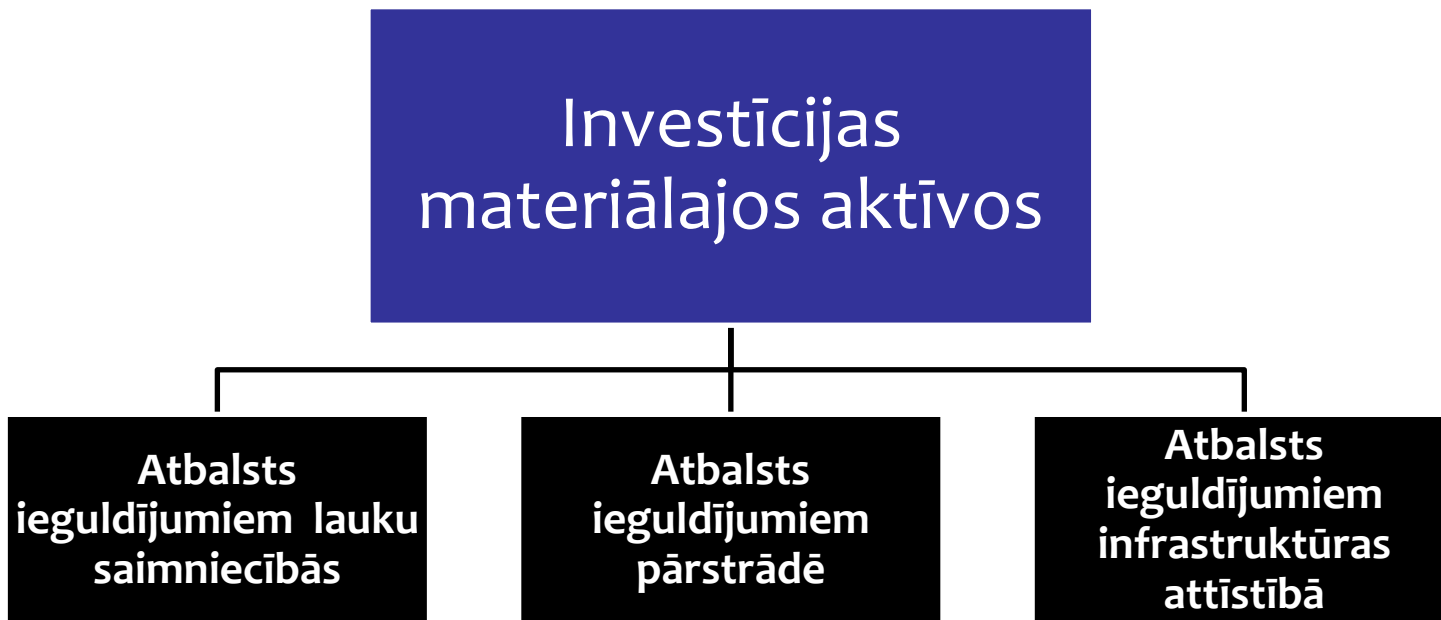 Investīcijas
materiālajos aktīvos
Atbalsts
ieguldījumiem lauku
saimniecībās
Atbalsts
ieguldījumiem
pārstrādē
Atbalsts
ieguldījumiem
infrastruktūras
attīstībā